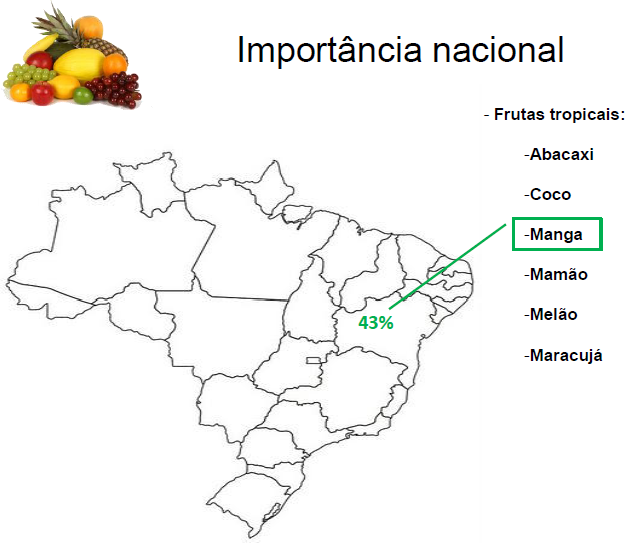 Importância nacional
- Frutas tropicais:
-Abacaxi
-Coco
-Manga
-Mamão
-Melão
-Maracujá
43%